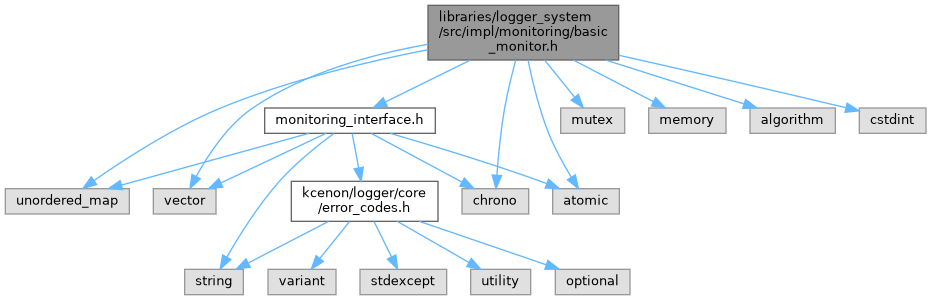 libraries/logger_system
/src/impl/monitoring/basic
_monitor.h
monitoring_interface.h
mutex
memory
algorithm
cstdint
unordered_map
vector
kcenon/logger/core
/error_codes.h
chrono
atomic
string
variant
stdexcept
utility
optional